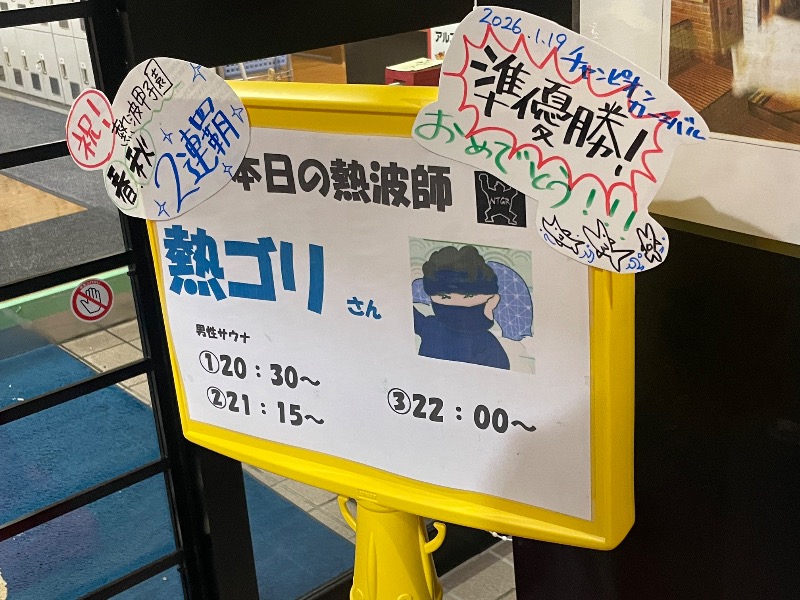 祝!
熱波甲子園
春秋
2連覇
2026.1.19
チャンピオン
カーニバル
準優勝!
おめでとう!!
本日の熱波師
NTGR
熱ゴリ さん
男性サウナ
①20:30～
②21:15～
③22:00～